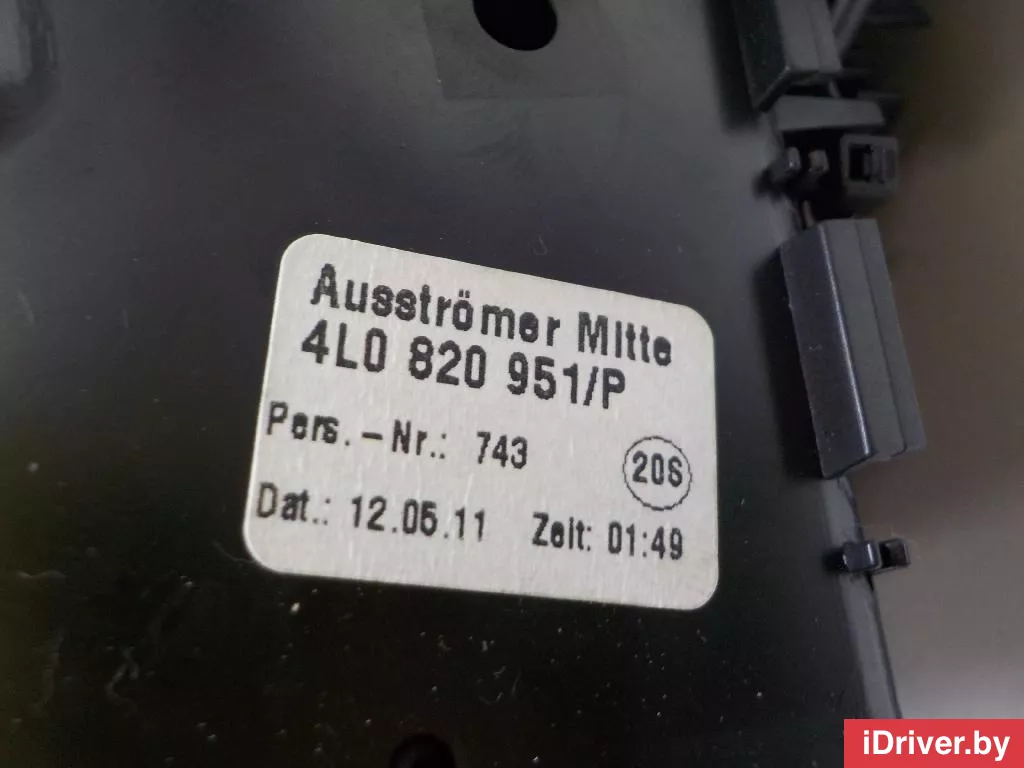 Ausströmer Mitte
4L0 820 951/P
Pers.-Nr.: 743
20S
Dat.: 12.05.11 Zeit: 01:49
iDriver.by